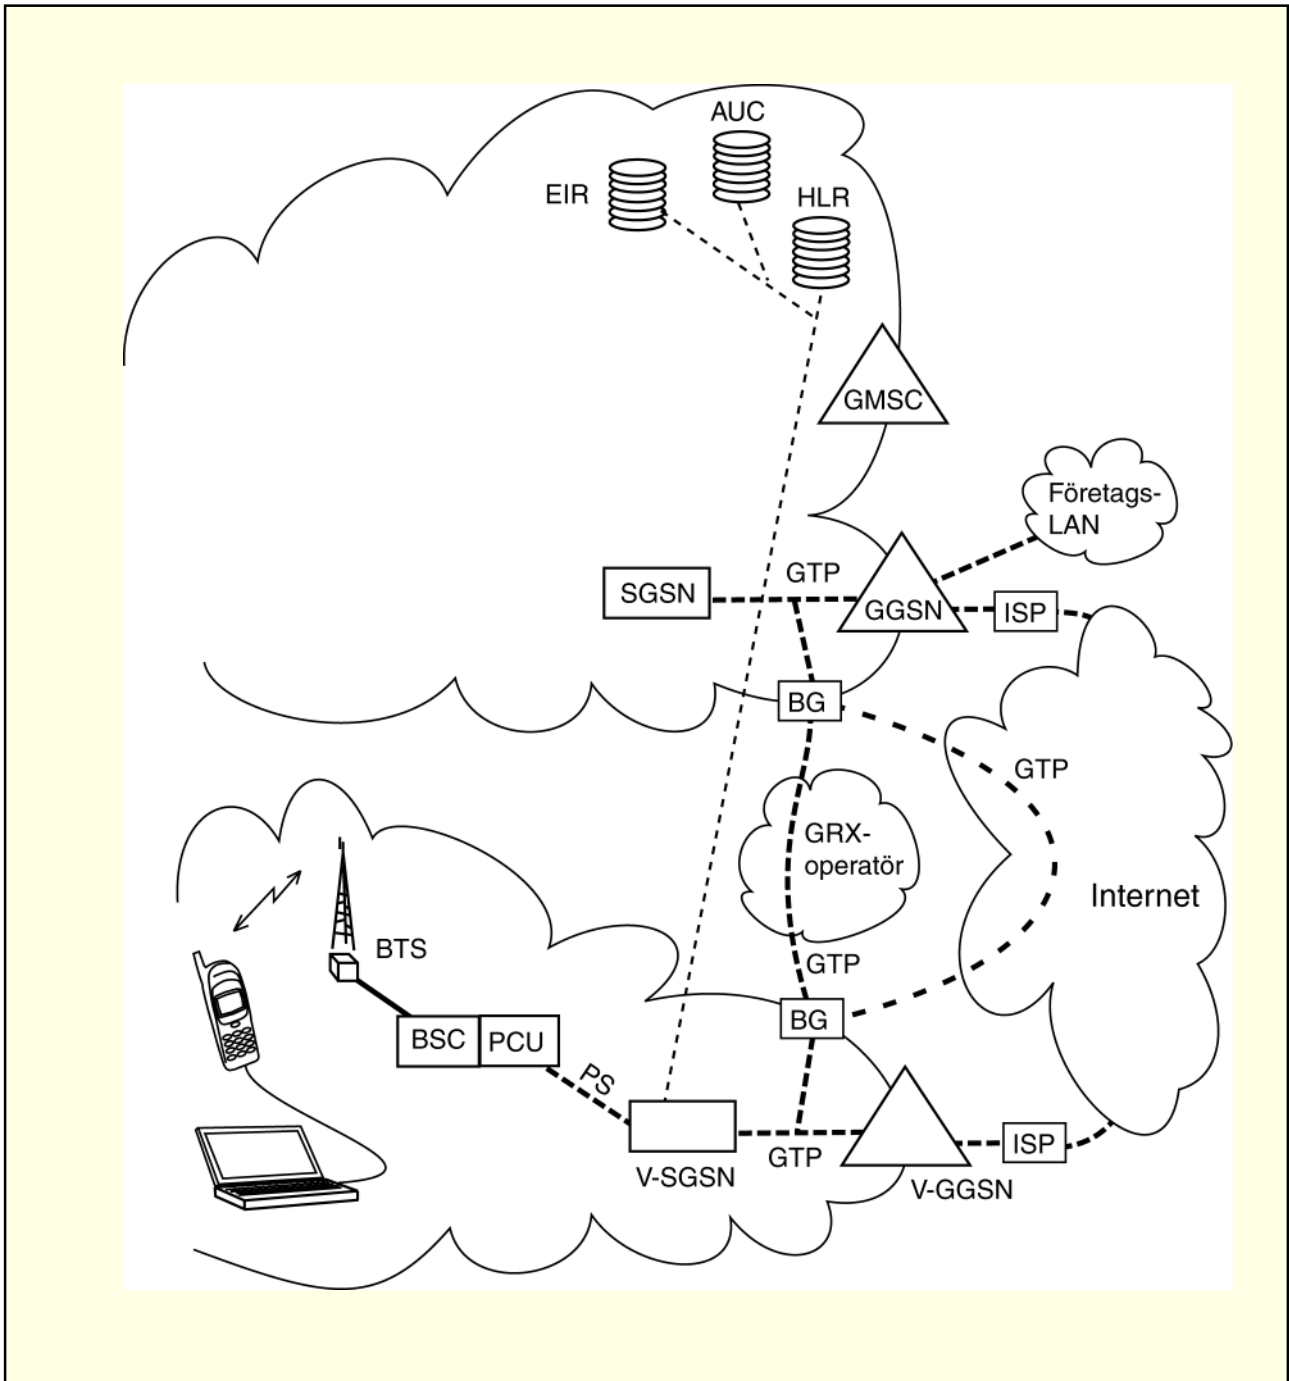 AUC
EIR
HLR
GMSC
Företags-
LAN
GTP
SGSN
GGSN
ISP
BG
GTP
GRX-
operatör
Internet
BTS
GTP
BG
BSC
PCU
PS
GTP
ISP
V-SGSN
V-GGSN